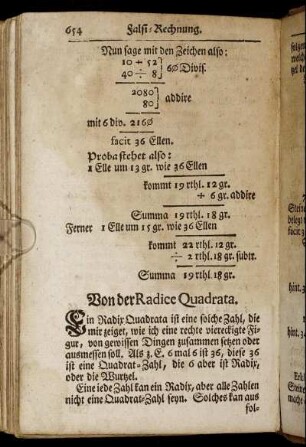 654 Falsi-Rechnung.
Nun sage mit den Zeichen also:
10 + 52
40 ÷ 8 } 60 Divis.
2080
80 } addire
mit 6 div. 2160
facit 36 Ellen.
Proba stehet also:
1 Elle um 13 gr. wie 36 Ellen
kommt 19 rthl. 12 gr.
+ 6 gr. addire
Summa 19 rthl. 18 gr.
Ferner 1 Elle um 15 gr. wie 36 Ellen
kommt 22 rthl. 12 gr.
÷ 2 rthl. 18 gr. subtr.
Summa 19 rthl. 18 gr.
Von der Radice Quadrata.
Ein Radix Quadrata ist eine solche Zahl, die
mir zeiget, wie ich eine rechte viereckigte Fi-
gur, von gewissen Dingen zusammen setzen oder
ausmessen soll. Als z. E. 6 mal 6 ist 36, diese 36
ist eine Quadrat-Zahl, die 6 aber ist Radix,
oder die Wurzel.
Eine jede Zahl kan ein Radix, aber alle Zahlen
nicht eine Quadrat-Zahl seyn. Solches kan aus
fol-